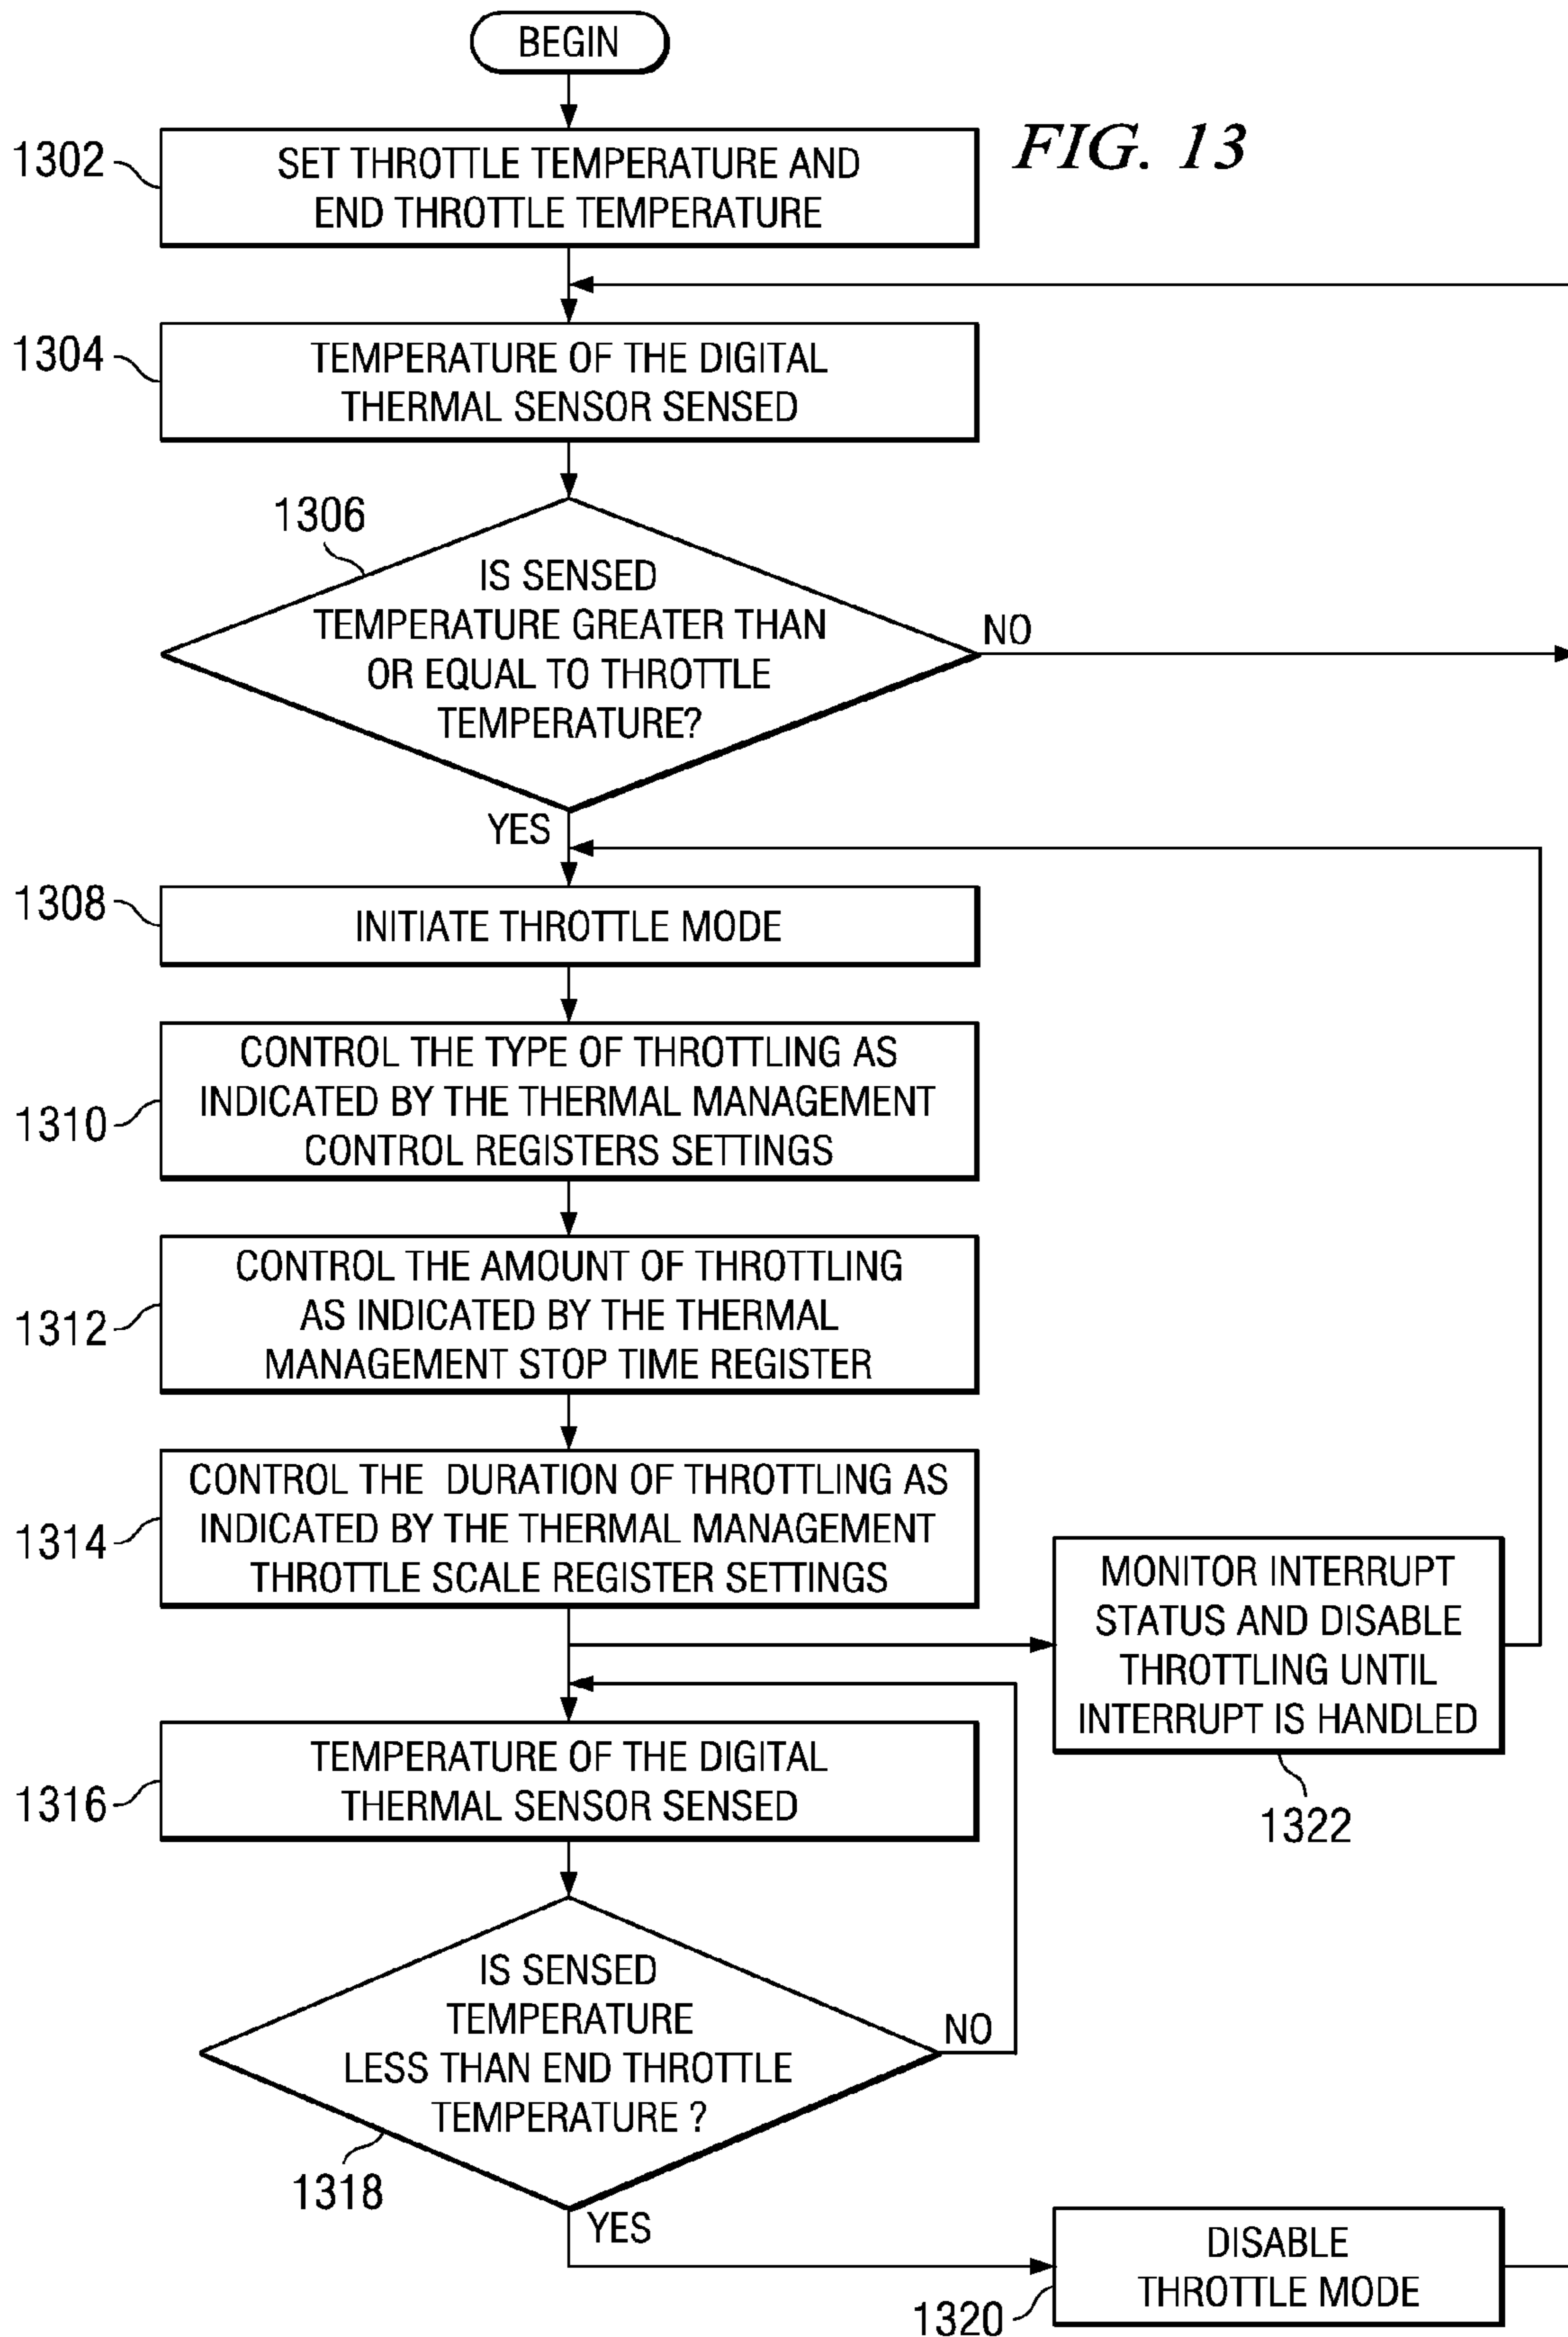 BEGIN
FIG. 13
1302
SET THROTTLE TEMPERATURE AND
END THROTTLE TEMPERATURE
1304
TEMPERATURE OF THE DIGITAL
THERMAL SENSOR SENSED
1306
IS SENSED
TEMPERATURE GREATER THAN
OR EQUAL TO THROTTLE
TEMPERATURE?
NO
YES
1308
INITIATE THROTTLE MODE
1310
CONTROL THE TYPE OF THROTTLING AS
INDICATED BY THE THERMAL MANAGEMENT
CONTROL REGISTERS SETTINGS
1312
CONTROL THE AMOUNT OF THROTTLING
AS INDICATED BY THE THERMAL
MANAGEMENT STOP TIME REGISTER
1314
CONTROL THE DURATION OF THROTTLING AS
INDICATED BY THE THERMAL MANAGEMENT
THROTTLE SCALE REGISTER SETTINGS
MONITOR INTERRUPT
STATUS AND DISABLE
THROTTLING UNTIL
INTERRUPT IS HANDLED
1322
1316
TEMPERATURE OF THE DIGITAL
THERMAL SENSOR SENSED
IS SENSED
TEMPERATURE
LESS THAN END THROTTLE
TEMPERATURE ?
NO
1318
YES
DISABLE
THROTTLE MODE
1320